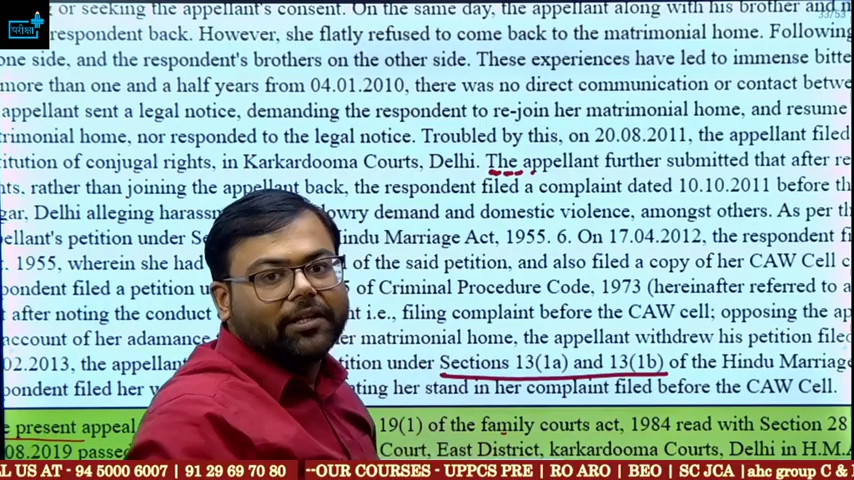 परीक्षा
33/53
or seeking the appellant's consent. On the same day, the appellant along with his brother and
respondent back. However, she flatly refused to come back to the matrimonial home. Following
one side, and the respondent's brothers on the other side. These experiences have led to immense bitte
more than one and a half years from 04.01.2010, there was no direct communication or contact betwe
appellant sent a legal notice, demanding the respondent to re-join her matrimonial home, and resume
rimonial home, nor responded to the legal notice. Troubled by this, on 20.08.2011, the appellant filed
titution of conjugal rights, in Karkardooma Courts, Delhi. The appellant further submitted that after re
nts, rather than joining the appellant back, the respondent filed a complaint dated 10.10.2011 before th
gar, Delhi alleging harassm owry demand and domestic violence, amongst others. As per th
pellant's petition under Se Hindu Marriage Act, 1955. 6. On 17.04.2012, the respondent fi
. 1955, wherein she had of the said petition, and also filed a copy of her CAW Cell c
pondent filed a petition u of Criminal Procedure Code, 1973 (hereinafter referred to a
t after noting the conduct nt i.e., filing complaint before the CAW cell; opposing the ap
account of her adamance er matrimonial home, the appellant withdrew his petition filed
02.2013, the appellant tition under Sections 13(1a) and 13(1b) of the Hindu Marriage
pondent filed her ating her stand in her complaint filed before the CAW Cell.
e present appeal 19(1) of the family courts act, 1984 read with Section 28
.08.2019 passed Court, East District, karkardooma Courts, Delhi in H.M.A
L US AT - 94 5000 6007 | 91 29 69 70 80 --OUR COURSES - UPPCS PRE | RO ARO | BEO | SC JCA | ahc group C &